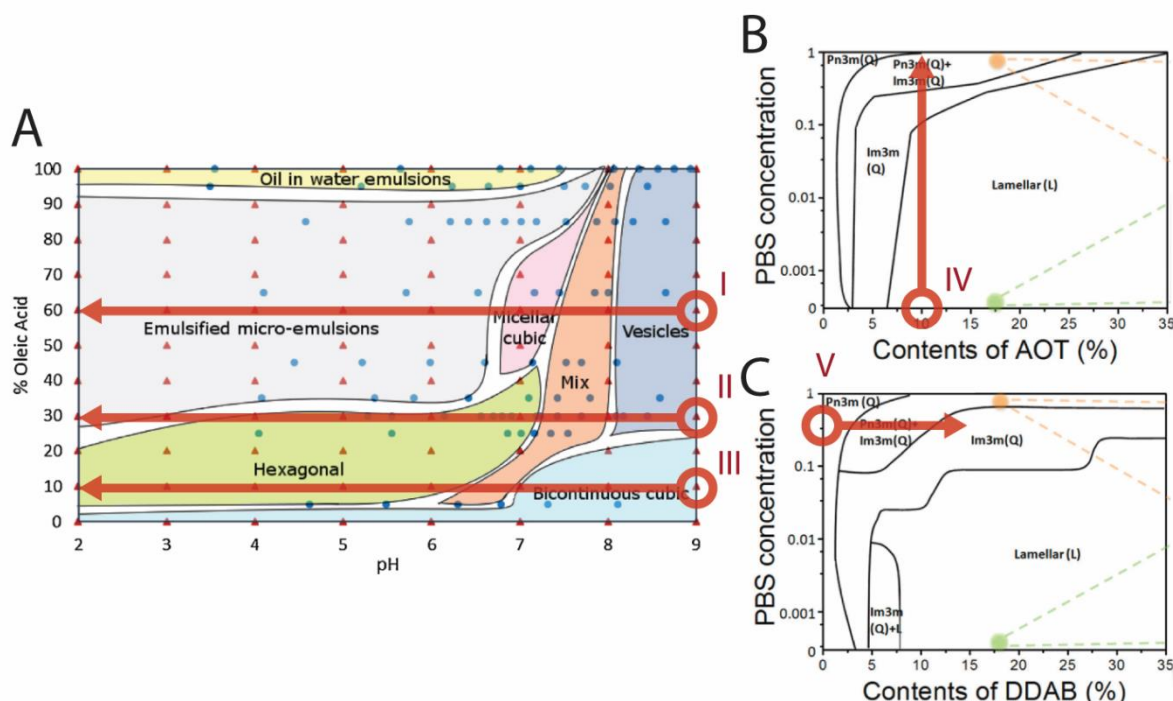 A
% Oleic Acid
100
90
80
70
60
50
40
30
20
10
0
Oil in water emulsions
Emulsified micro-emulsions
Micellar
cubic
Mix
Vesicles
Hexagonal
Bicontinuous cubic
I
II
III
2 3 4 5 6 7 8 9
pH
B
PBS concentration
1
0.1
0.01
0.001
0
Pn3m(Q)
Pn3m(Q)+
Im3m(Q)
Im3m
(Q)
Lamellar (L)
IV
0 5 10 15 20 25 30 35
Contents of AOT (%)
V
C
PBS concentration
1
0.1
0.01
0.001
0
Pn3m (Q)
Pn3m(Q)+
Im3m(Q)
Im3m(Q)
Lamellar (L)
Im3m
(Q)+L
0 5 10 15 20 25 30 35
Contents of DDAB (%)